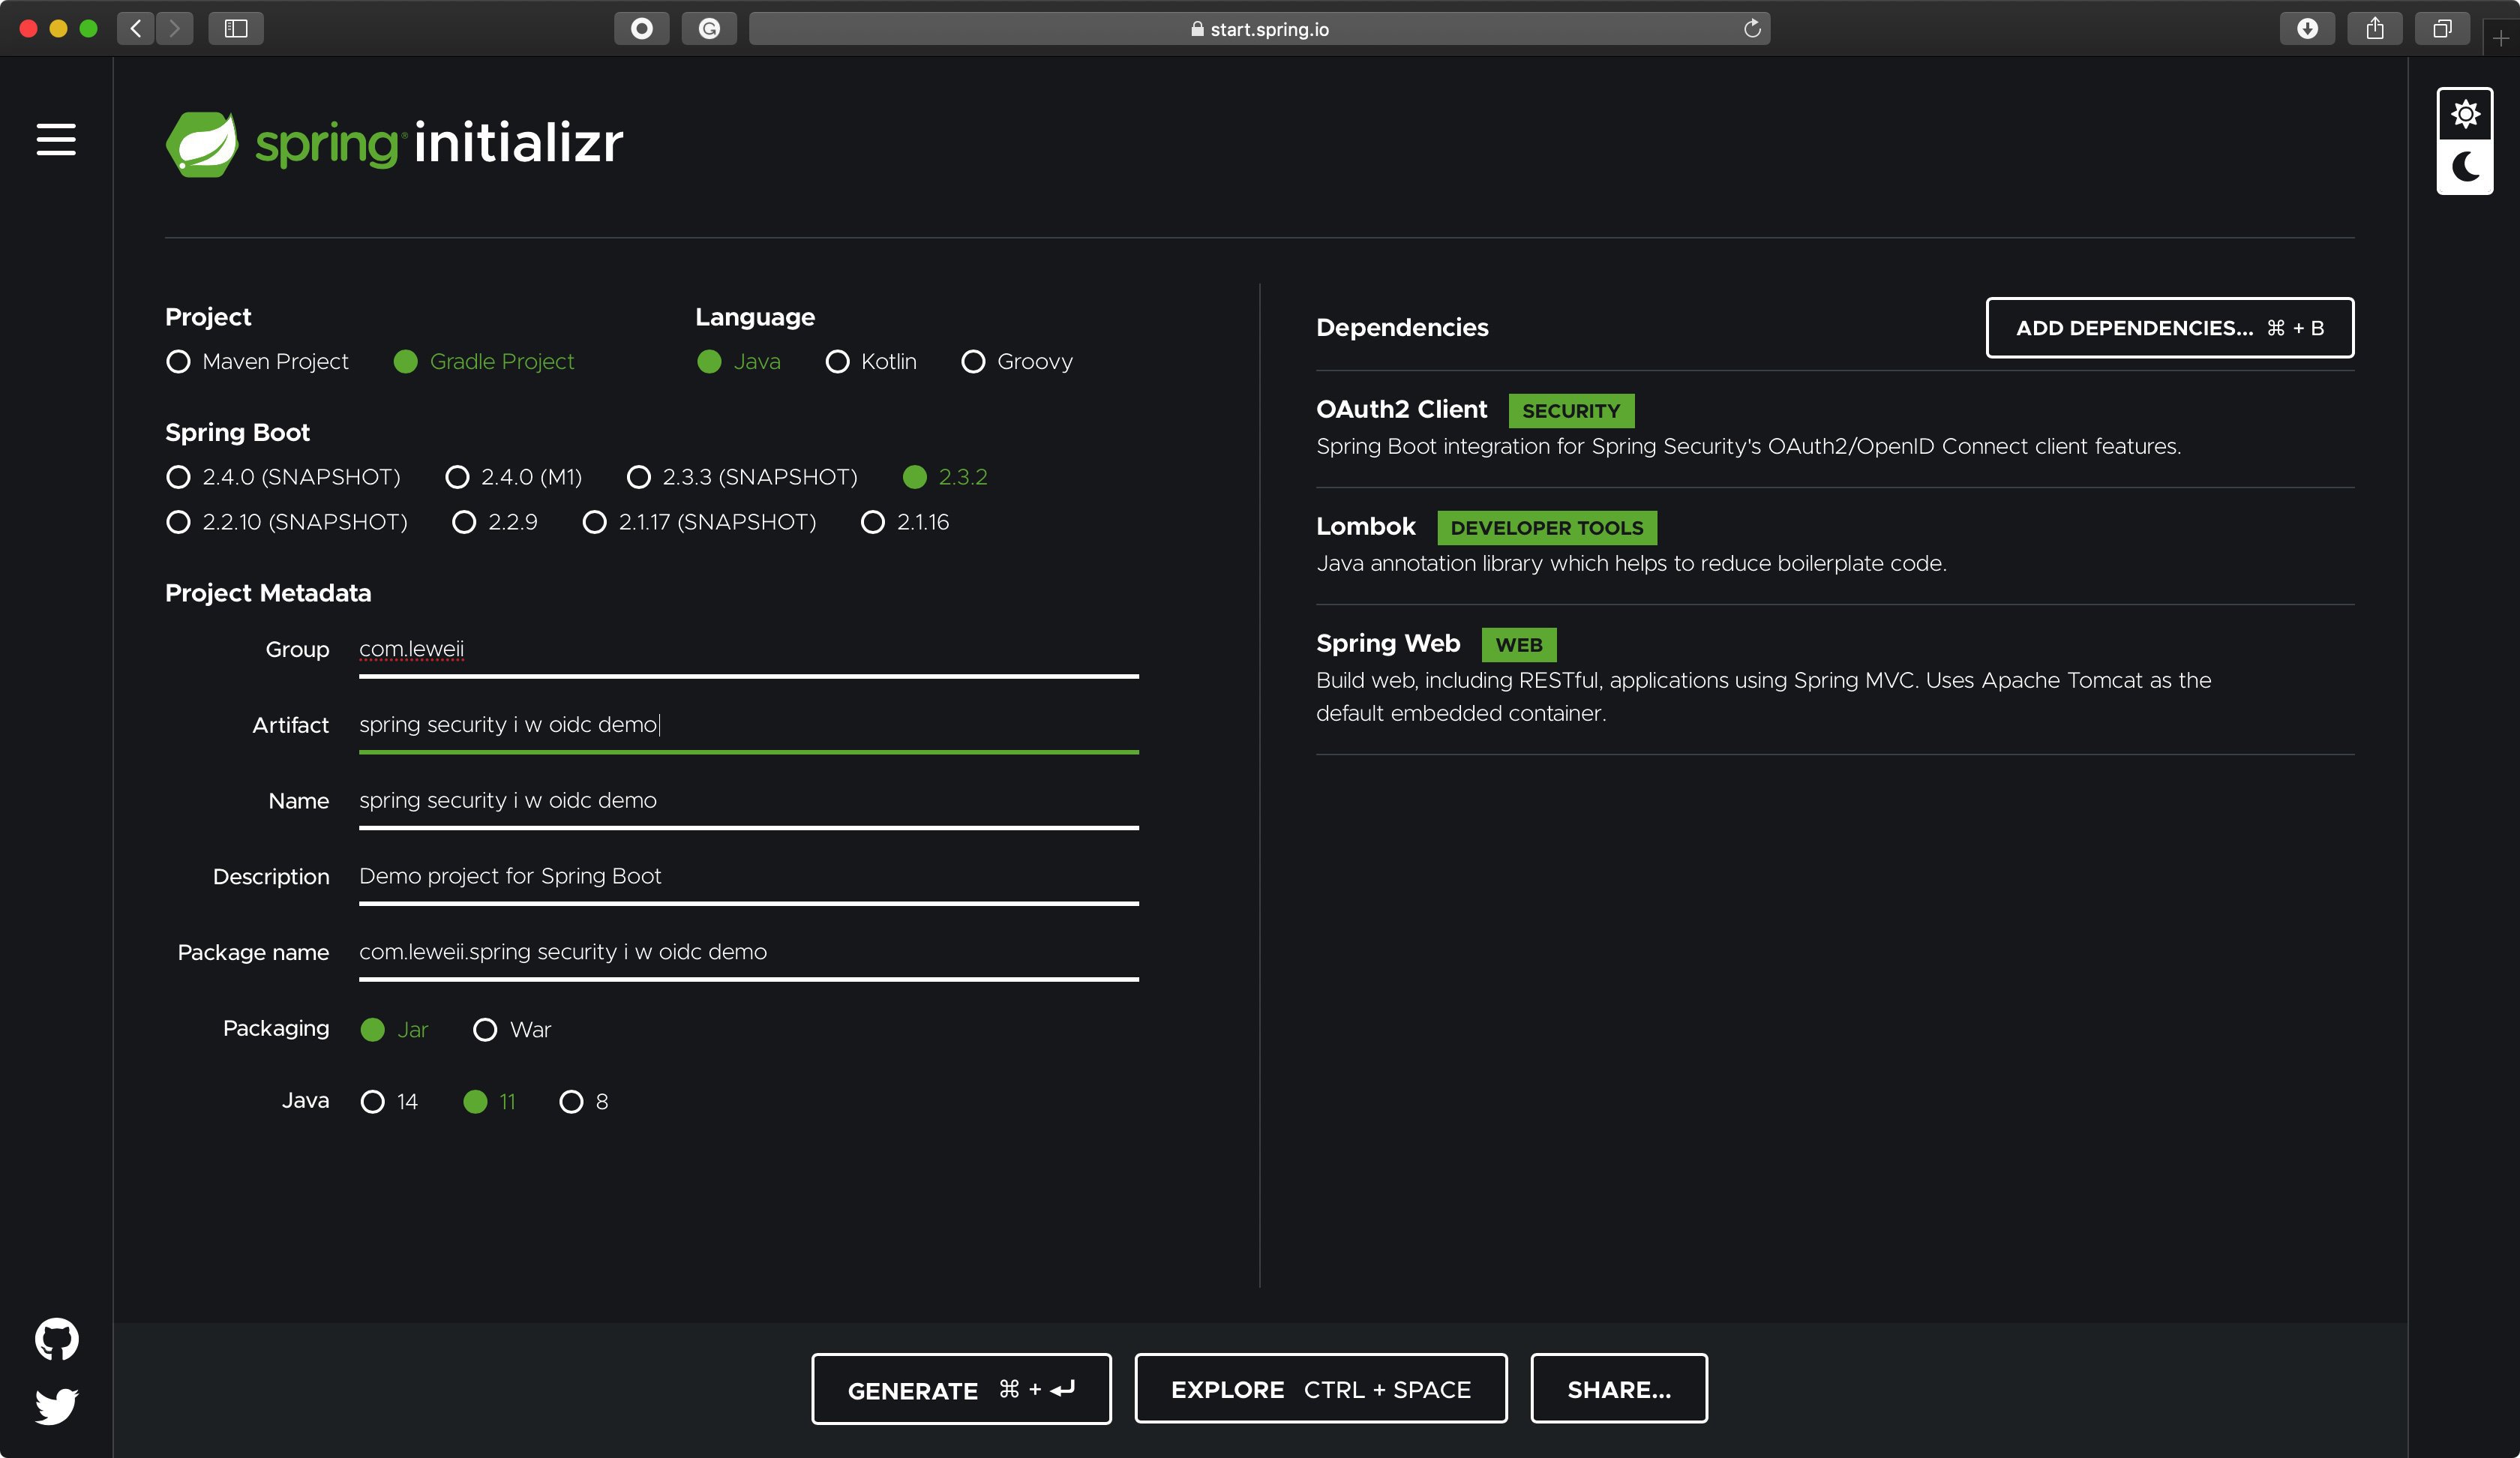 start.spring.io
spring® initializr
Project
Maven Project Gradle Project
Language
Java Kotlin Groovy
Spring Boot
2.4.0 (SNAPSHOT) 2.4.0 (M1) 2.3.3 (SNAPSHOT) 2.3.2
2.2.10 (SNAPSHOT) 2.2.9 2.1.17 (SNAPSHOT) 2.1.16
Project Metadata
Group com.leweii
Artifact spring security i w oidc demo
Name spring security i w oidc demo
Description Demo project for Spring Boot
Package name com.leweii.spring security i w oidc demo
Packaging Jar War
Java 14 11 8
Dependencies
ADD DEPENDENCIES... ⌘ + B
OAuth2 Client SECURITY
Spring Boot integration for Spring Security's OAuth2/OpenID Connect client features.
Lombok DEVELOPER TOOLS
Java annotation library which helps to reduce boilerplate code.
Spring Web WEB
Build web, including RESTful, applications using Spring MVC. Uses Apache Tomcat as the
default embedded container.
GENERATE ⌘ + ↵
EXPLORE CTRL + SPACE
SHARE...